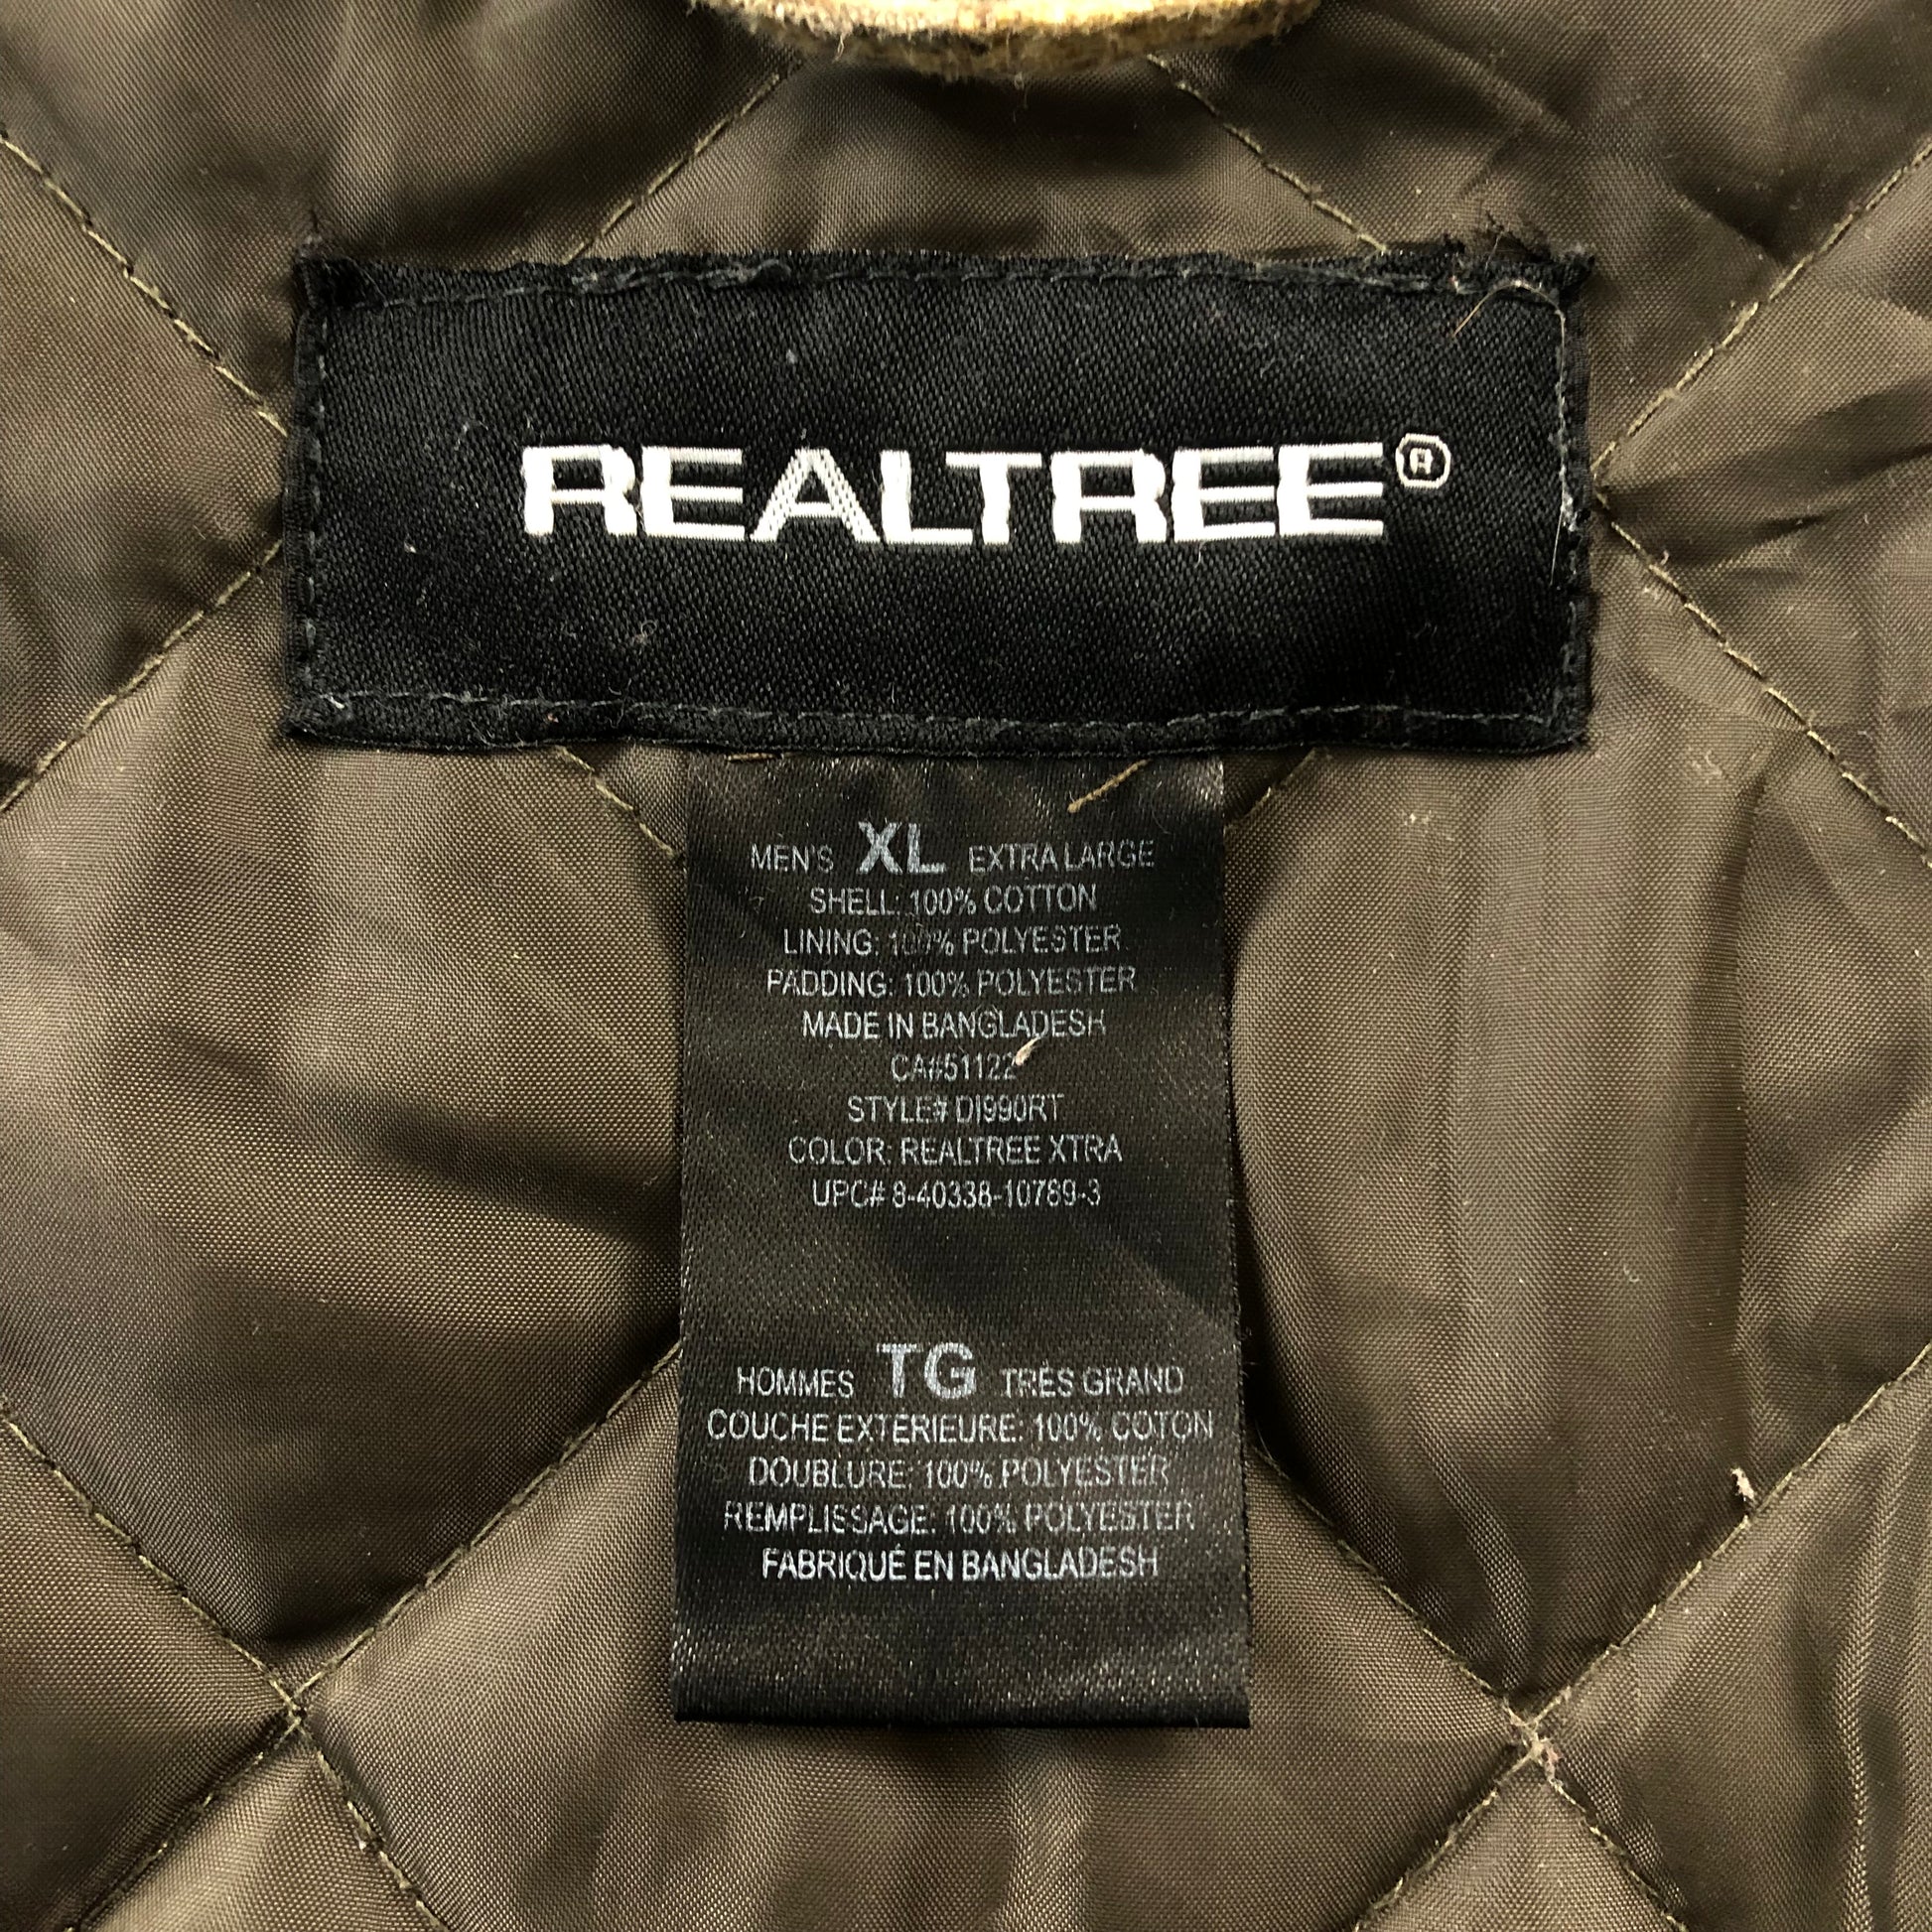 REALTREE®
MEN'S XL EXTRA LARGE
SHELL: 100% COTTON
LINING: 100% POLYESTER
PADDING: 100% POLYESTER
MADE IN BANGLADESH
CA#51122
STYLE# DI990RT
COLOR: REALTREE XTRA
UPC# 8-40338-10789-3
HOMMES TG TRÉS GRAND
COUCHE EXTÉRIEURE: 100% COTON
DOUBLURE: 100% POLYESTER
REMPLISSAGE: 100% POLYESTER
FABRIQUÉ EN BANGLADESH